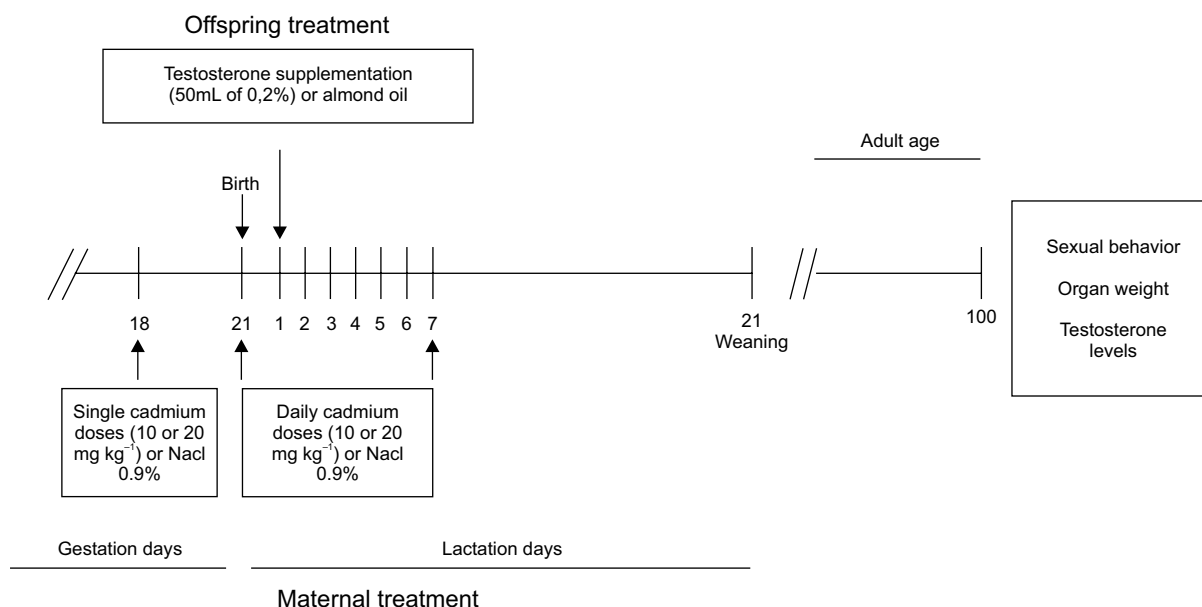 Offspring treatment
Testosterone supplementation
(50mL of 0,2%) or almond oil
Adult age
Birth
18
21
1
2
3
4
5
6
7
21
Weaning
100
Sexual behavior
Organ weight
Testosterone
levels
Single cadmium
doses (10 or 20
mg kg⁻¹) or Nacl
0.9%
Daily cadmium
doses (10 or 20
mg kg⁻¹) or Nacl
0.9%
Gestation days
Lactation days
Maternal treatment